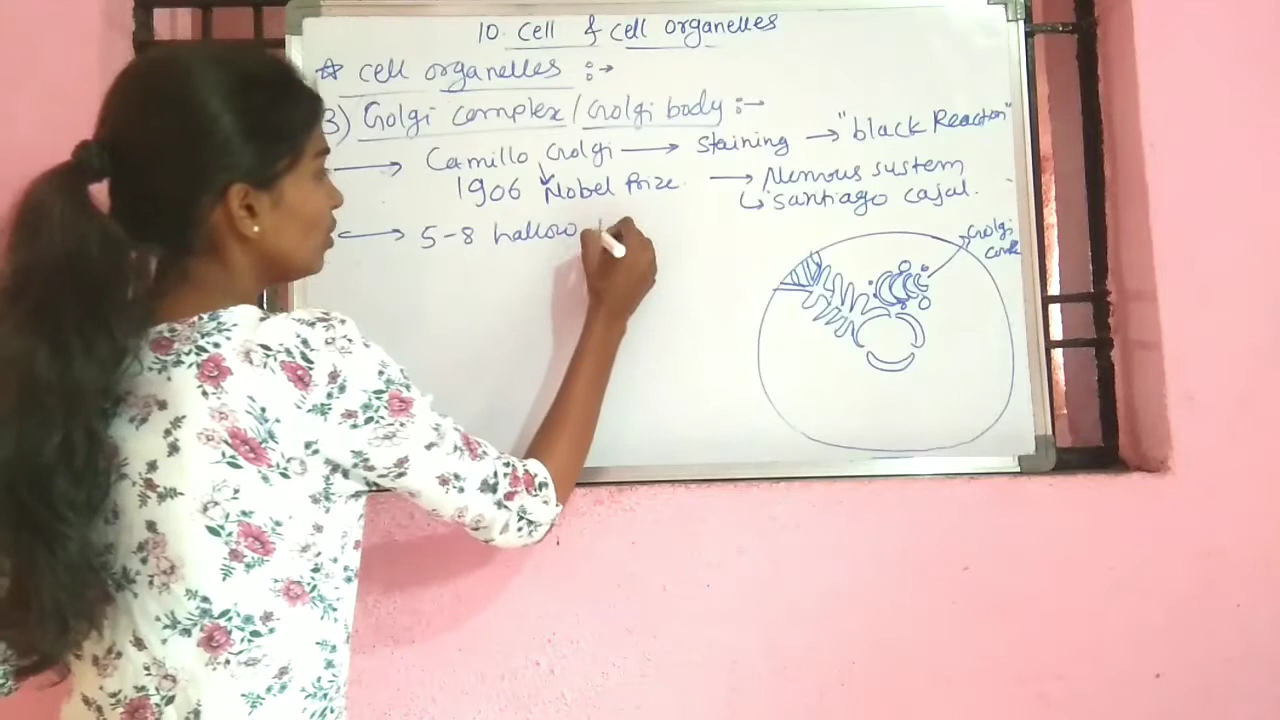 10. Cell & cell organelles
☆ cell organelles :→
3) Golgi complex / Golgi body :→
→ Camillo Golgi → Staining → "black Reaction"
1906 Nobel Prize → Nervous system
↳ santiago cajal.
→ 5-8 hallow
Golgi